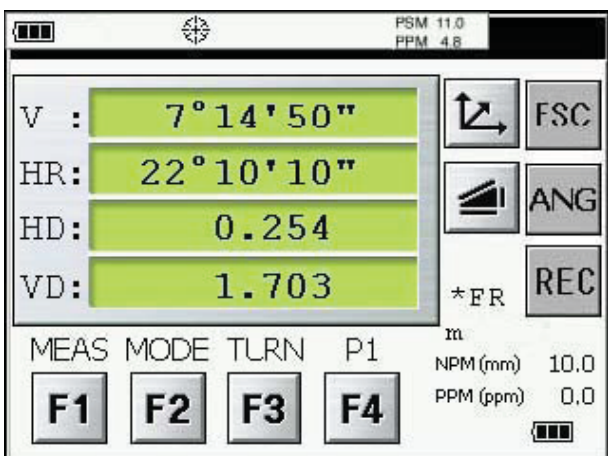 PSM 11.0
PPM 4.8
V : 7°14'50"
HR: 22°10'10"
HD: 0.254
VD: 1.703
FSC
ANG
REC
*FR
m
NPM (mm) 10.0
PPM (ppm) 0.0
MEAS MODE TURN P1
F1 F2 F3 F4